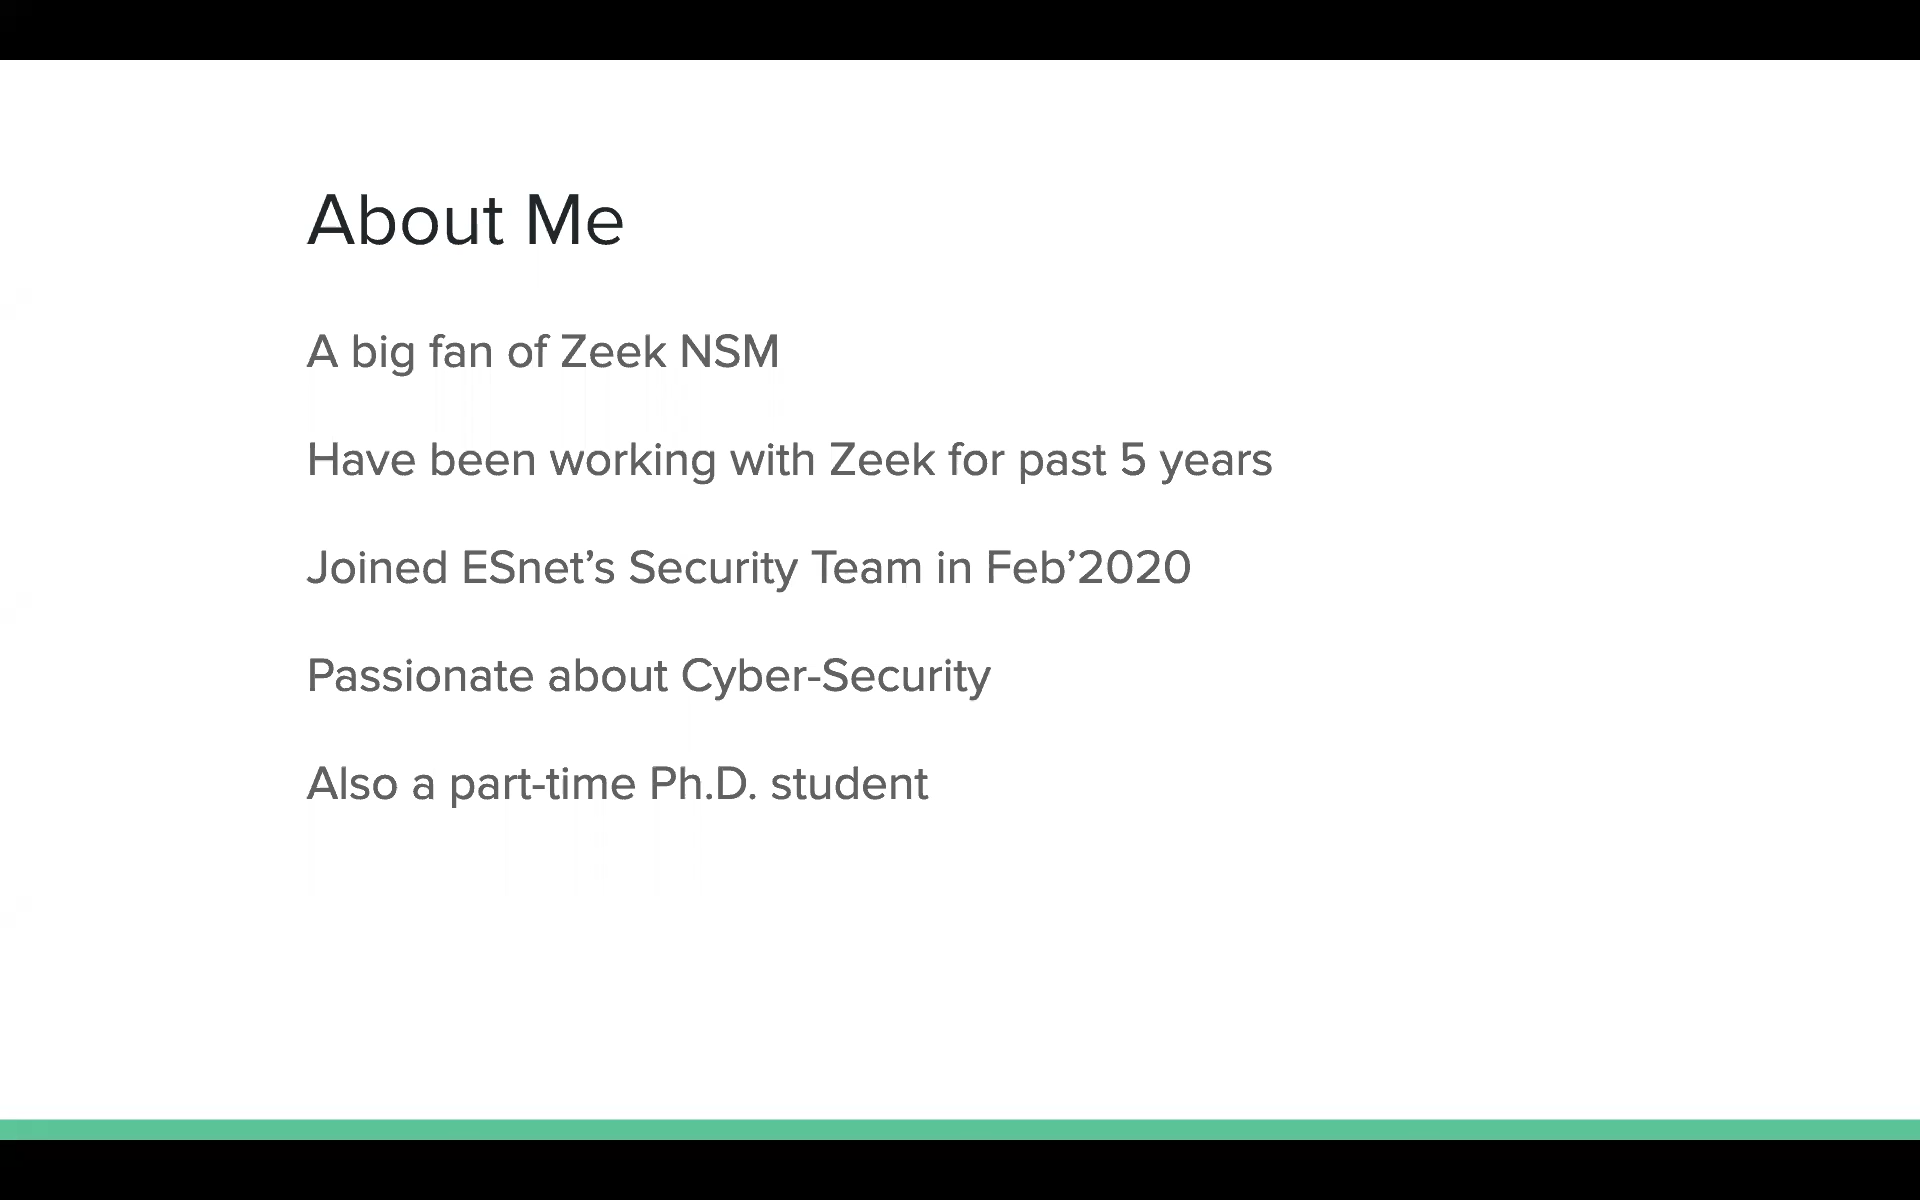 About Me
A big fan of Zeek NSM
Have been working with Zeek for past 5 years
Joined ESnet’s Security Team in Feb’2020
Passionate about Cyber-Security
Also a part-time Ph.D. student